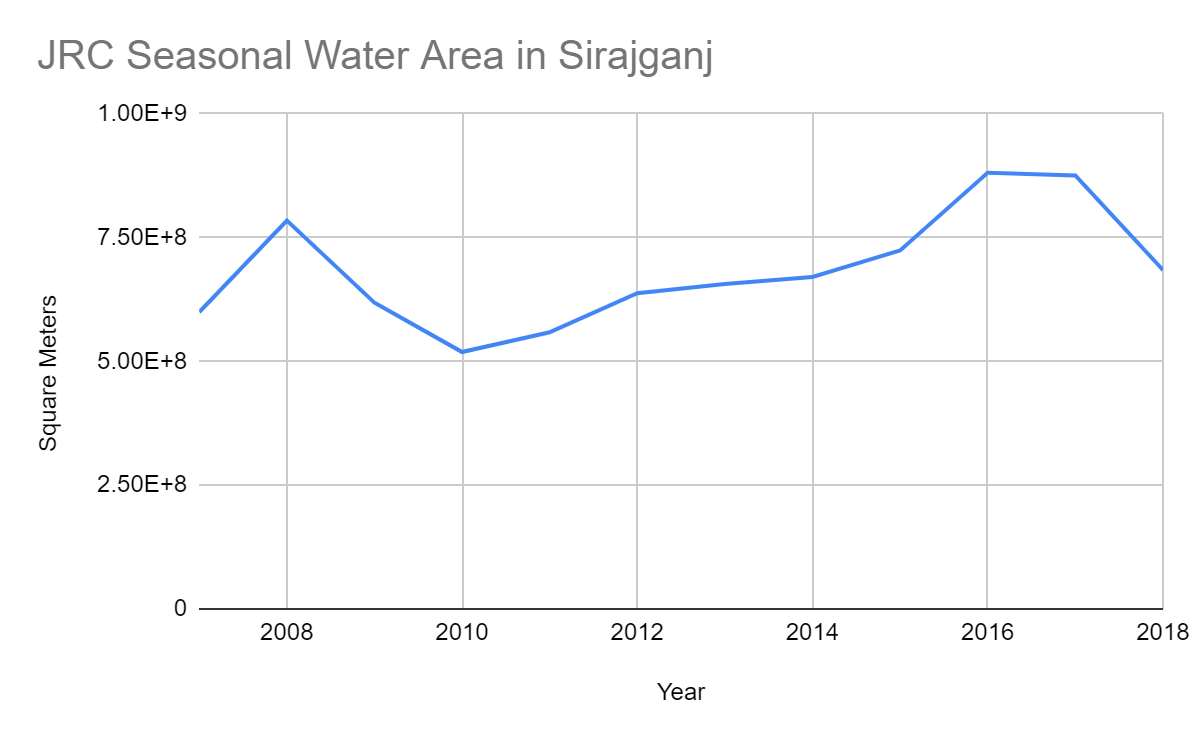 JRC Seasonal Water Area in Sirajganj
1.00E+9
7.50E+8
5.00E+8
2.50E+8
0
Square Meters
2008 2010 2012 2014 2016 2018
Year